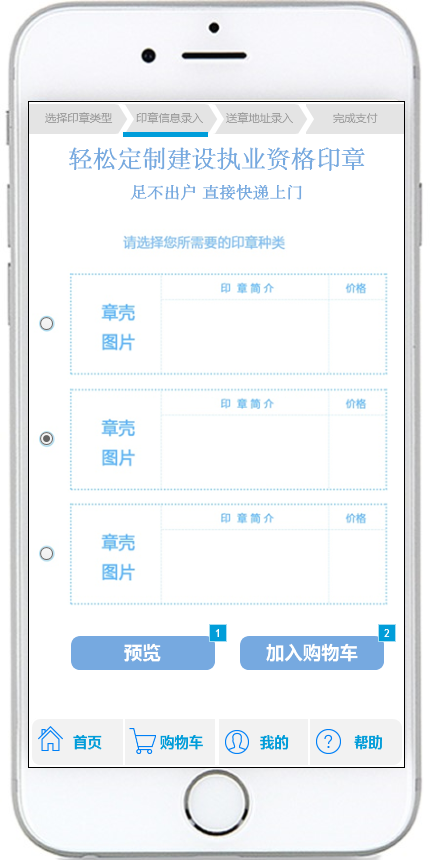 选择印章类型 印章信息录入 送章地址录入 完成支付
轻松定制建设执业资格印章
足不出户 直接快递上门
请选择您所需要的印章种类
印 章简介 价格
章壳
图片
印 章简介 价格
章壳
图片
印 章简介 价格
章壳
图片
1 2
预览 加入购物车
首页 购物车 我的 帮助